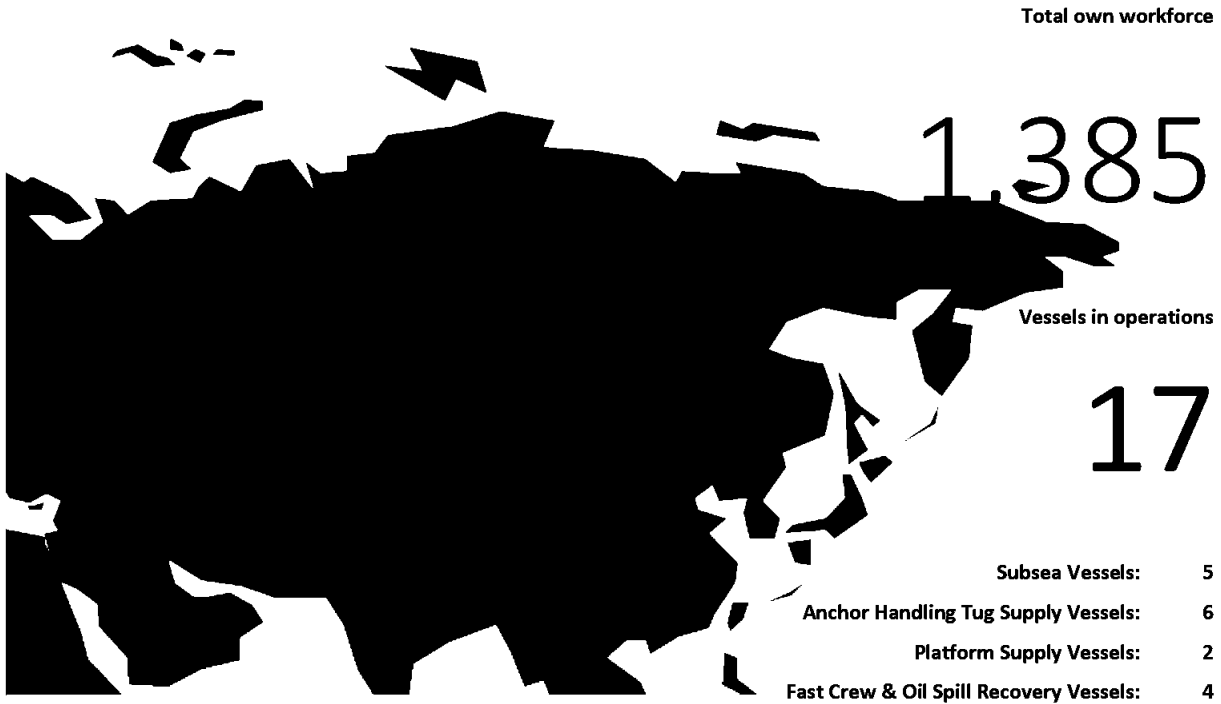 Total own workforce
1.385
Vessels in operations
17
Subsea Vessels: 5
Anchor Handling Tug Supply Vessels: 6
Platform Supply Vessels: 2
Fast Crew & Oil Spill Recovery Vessels: 4